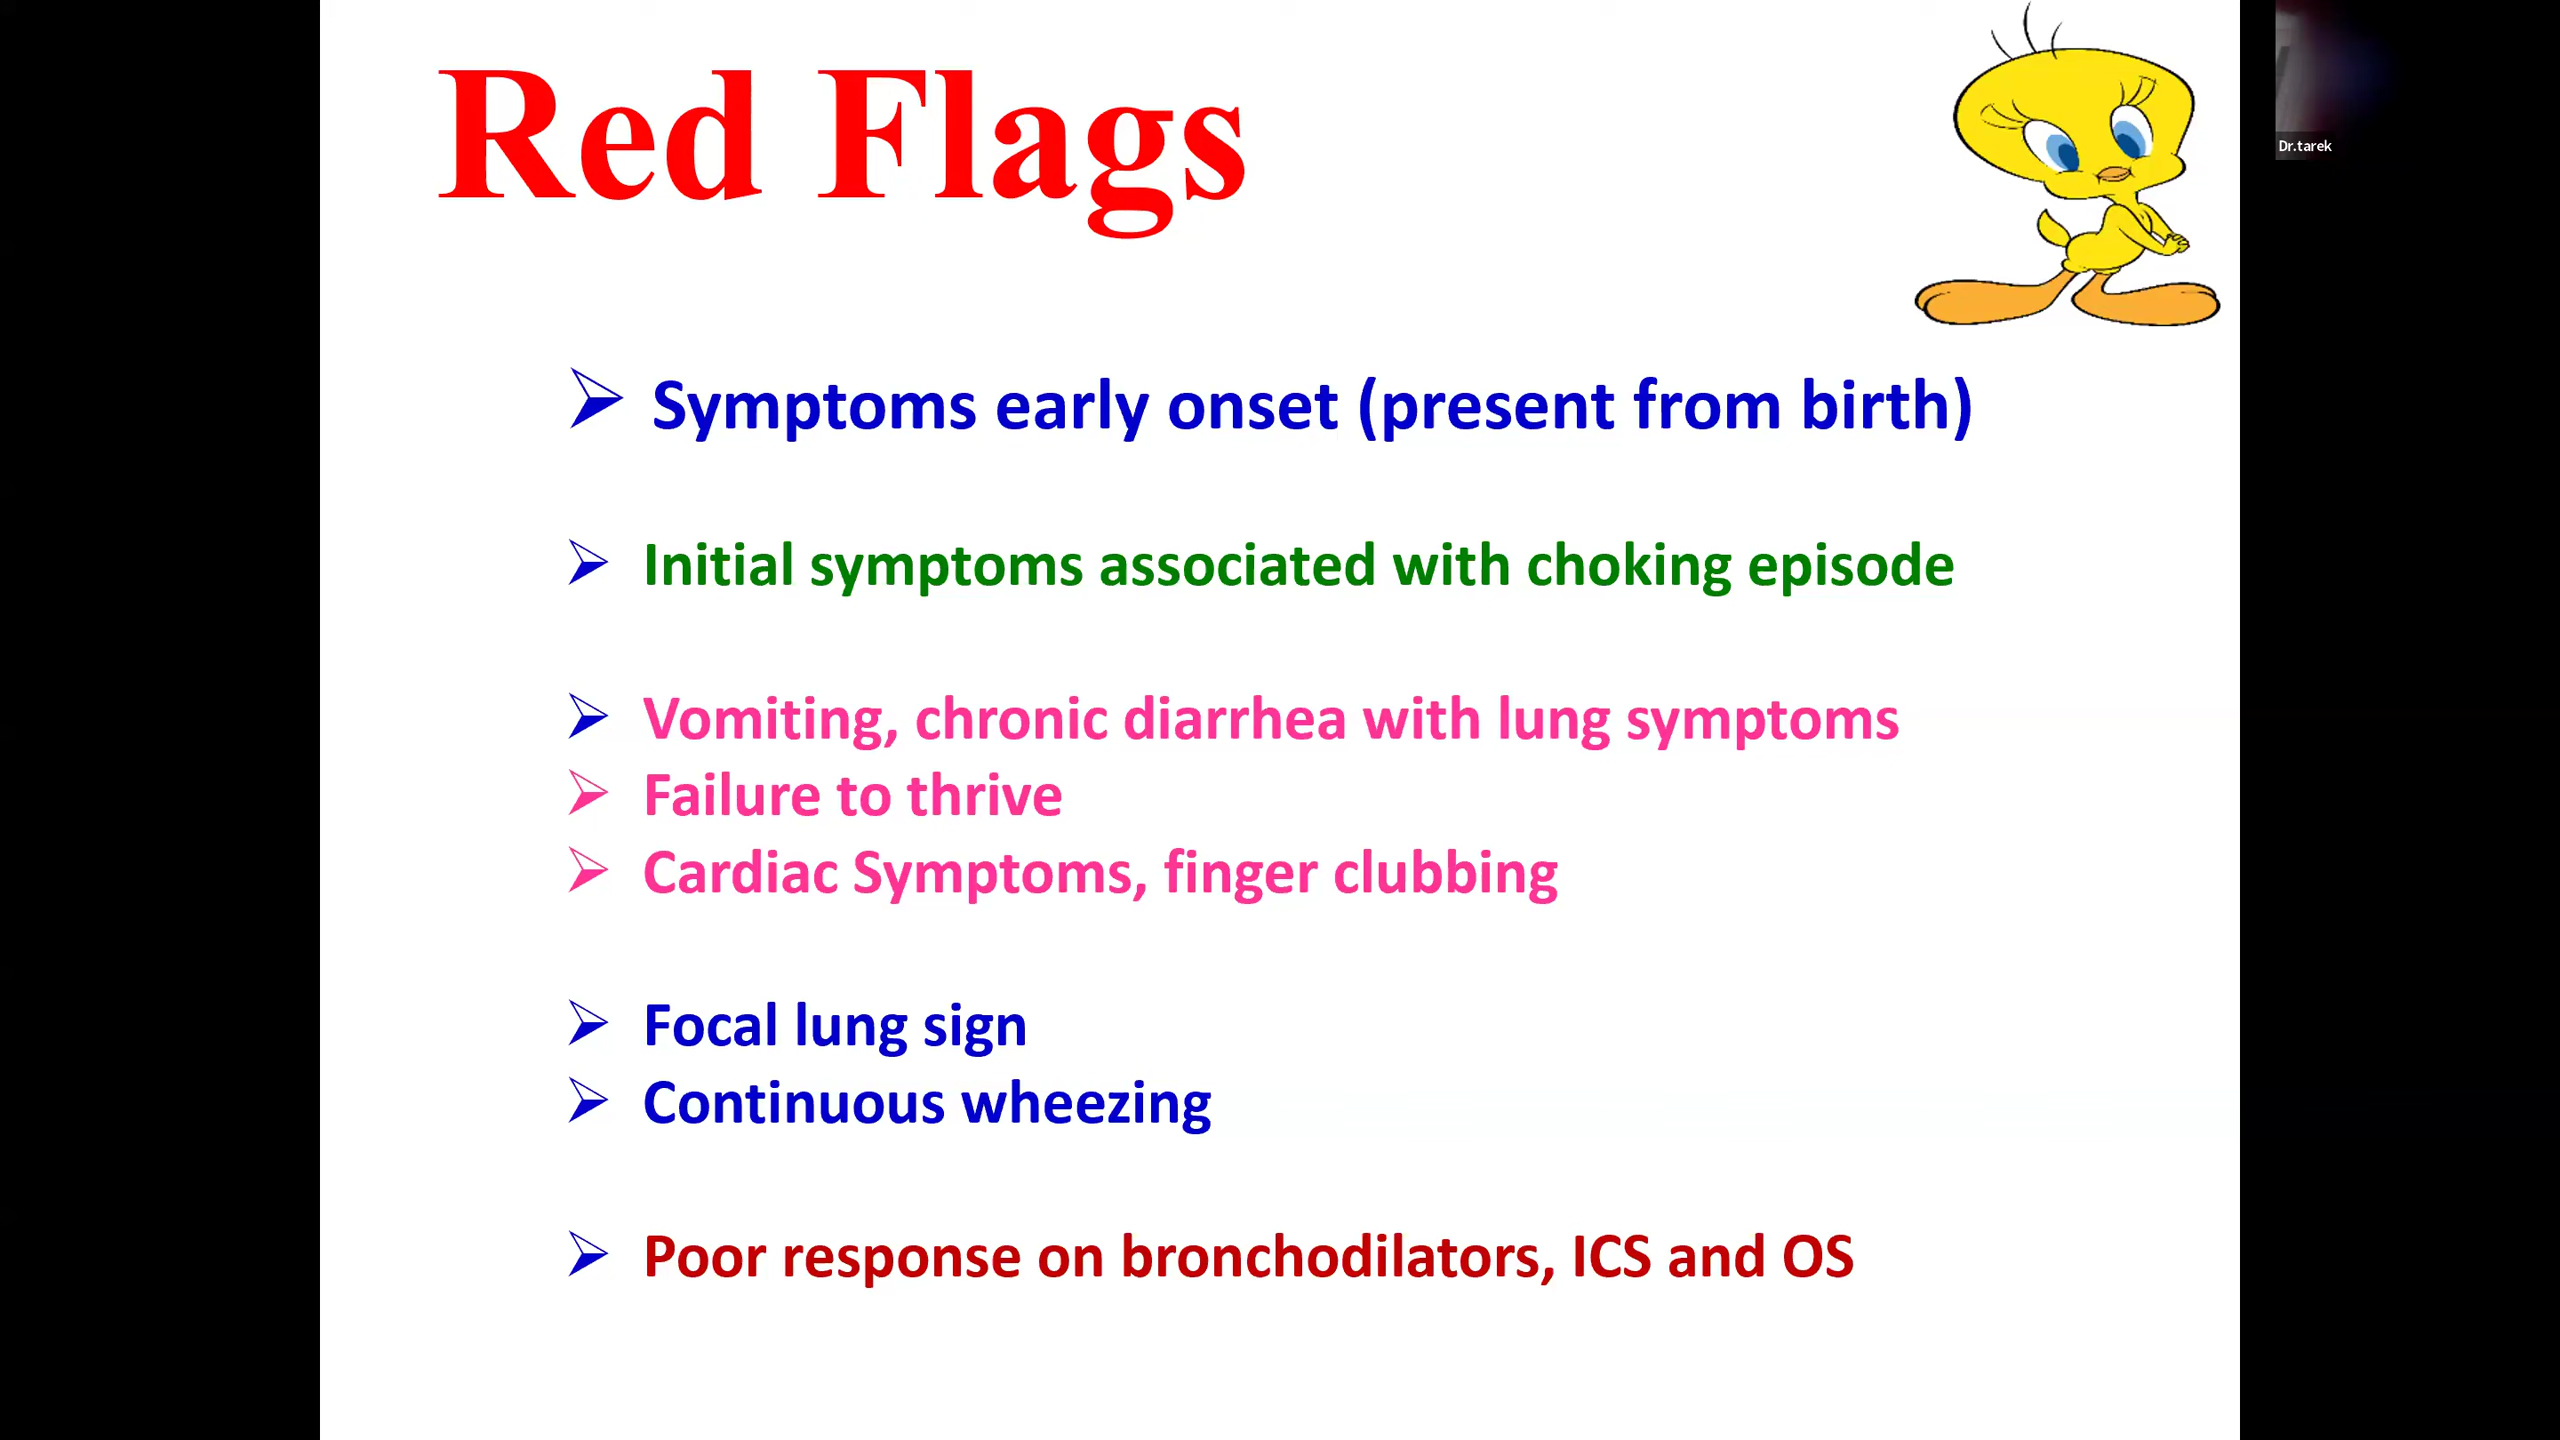 Red Flags
Dr.tarek
➢ Symptoms early onset (present from birth)
➢ Initial symptoms associated with choking episode
➢ Vomiting, chronic diarrhea with lung symptoms
➢ Failure to thrive
➢ Cardiac Symptoms, finger clubbing
➢ Focal lung sign
➢ Continuous wheezing
➢ Poor response on bronchodilators, ICS and OS